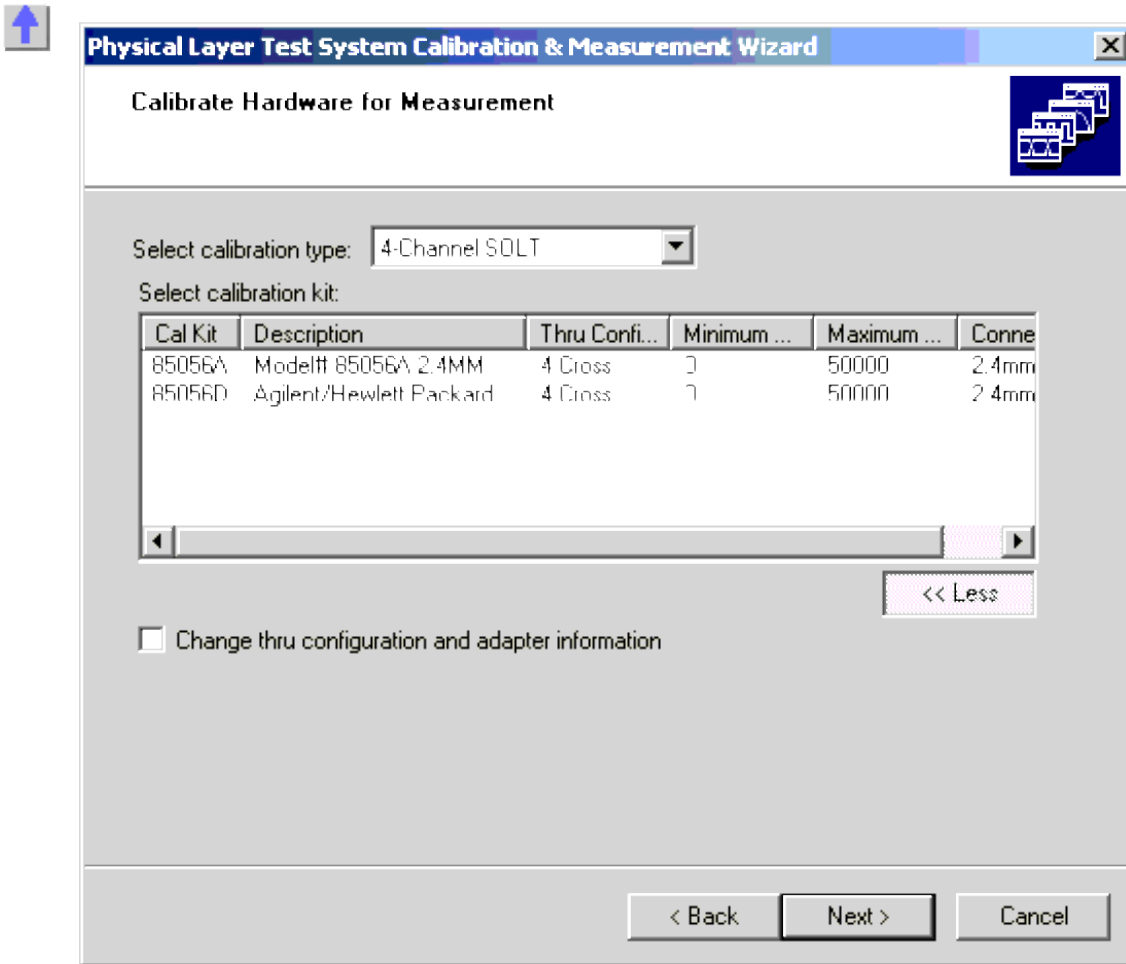 Physical Layer Test System Calibration & Measurement Wizard
Calibrate Hardware for Measurement
Select calibration type: 4-Channel SOLT
Select calibration kit:
Cal Kit Description Thru Confi... Minimum ... Maximum ... Conne
85056A Model# 85056A 2.4MM 4 Cross 0 50000 2.4mm
85056D Agilent/Hewlett Packard 4 Cross 0 50000 2.4mm
<< Less
Change thru configuration and adapter information
< Back Next > Cancel